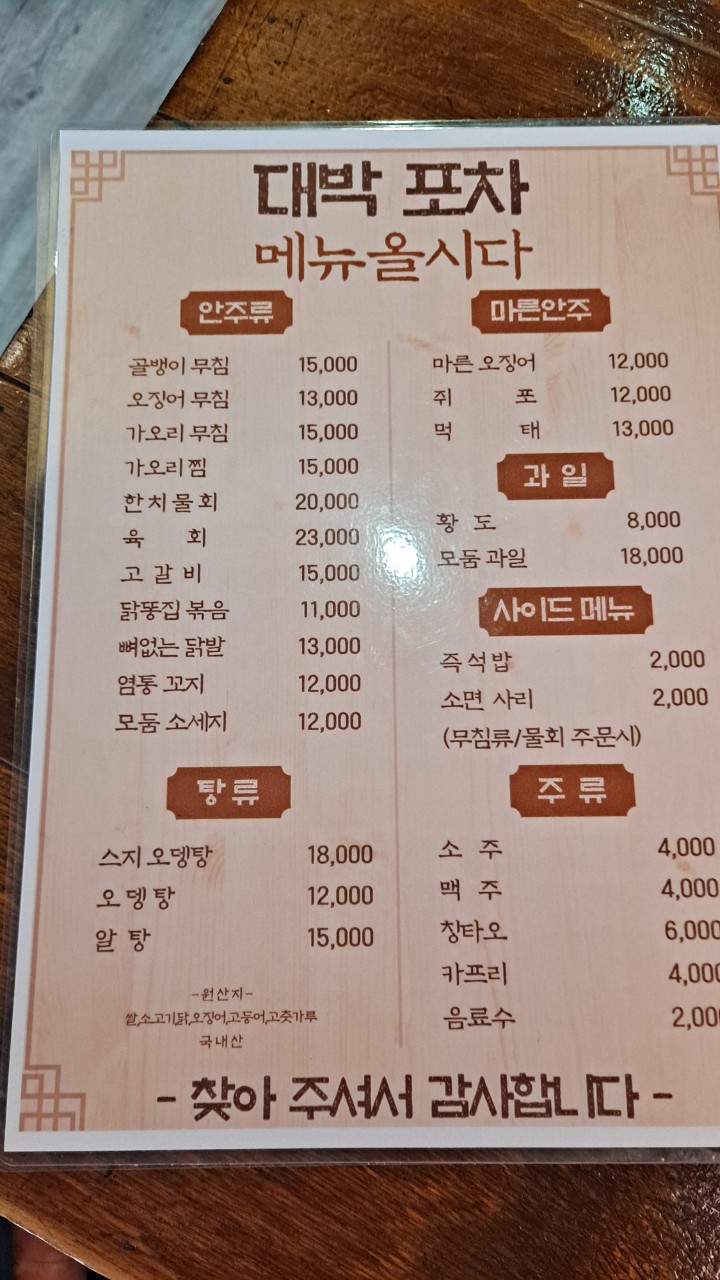 대박 포차
메뉴올시다
안주류
골뱅이 무침 15,000
오징어 무침 13,000
가오리 무침 15,000
가오리 찜 15,000
한치물회 20,000
육 회 23,000
고 갈 비 15,000
닭똥집 볶음 11,000
뼈없는 닭발 13,000
염통 꼬지 12,000
모둠 소세지 12,000
탕 류
스지 오뎅탕 18,000
오 뎅 탕 12,000
알 탕 15,000
-원산지-
쌀,소고기,닭,오징어,고등어,고춧가루
국내산
마른안주
마른 오징어 12,000
쥐 포 12,000
먹 태 13,000
과 일
황 도 8,000
모둠 과일 18,000
사이드 메뉴
즉석밥 2,000
소면 사리 2,000
(무침류/물회 주문시)
주 류
소 주 4,000
맥 주 4,000
칭타오 6,000
카프리 4,000
음료수 2,000
- 찾아 주셔서 감사합니다 -